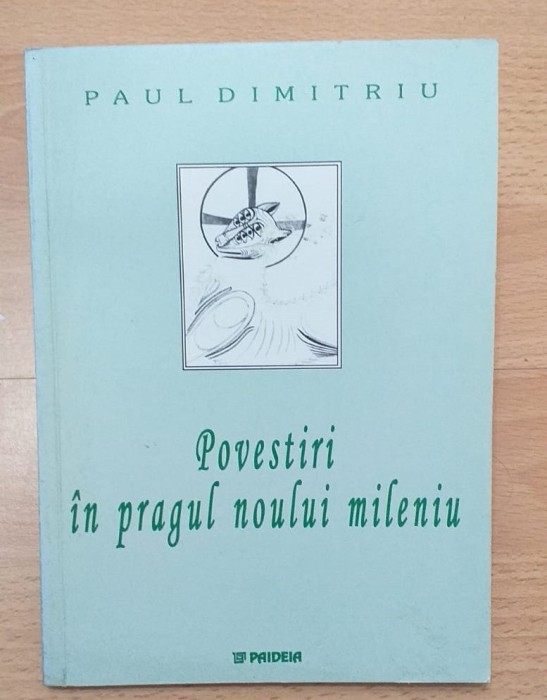 PAUL DIMITRIU
Povestiri
în pragul noului mileniu
PAIDEIA